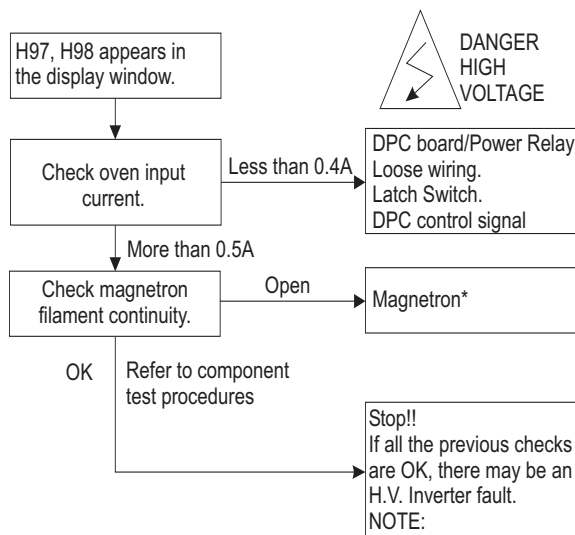 H97, H98 appears in
the display window.
DANGER
HIGH
VOLTAGE
Check oven input
current.
Less than 0.4A
DPC board/Power Relay
Loose wiring.
Latch Switch.
DPC control signal
More than 0.5A
Check magnetron
filament continuity.
Open
Magnetron*
OK
Refer to component
test procedures
Stop!!
If all the previous checks
are OK, there may be an
H.V. Inverter fault.
NOTE: